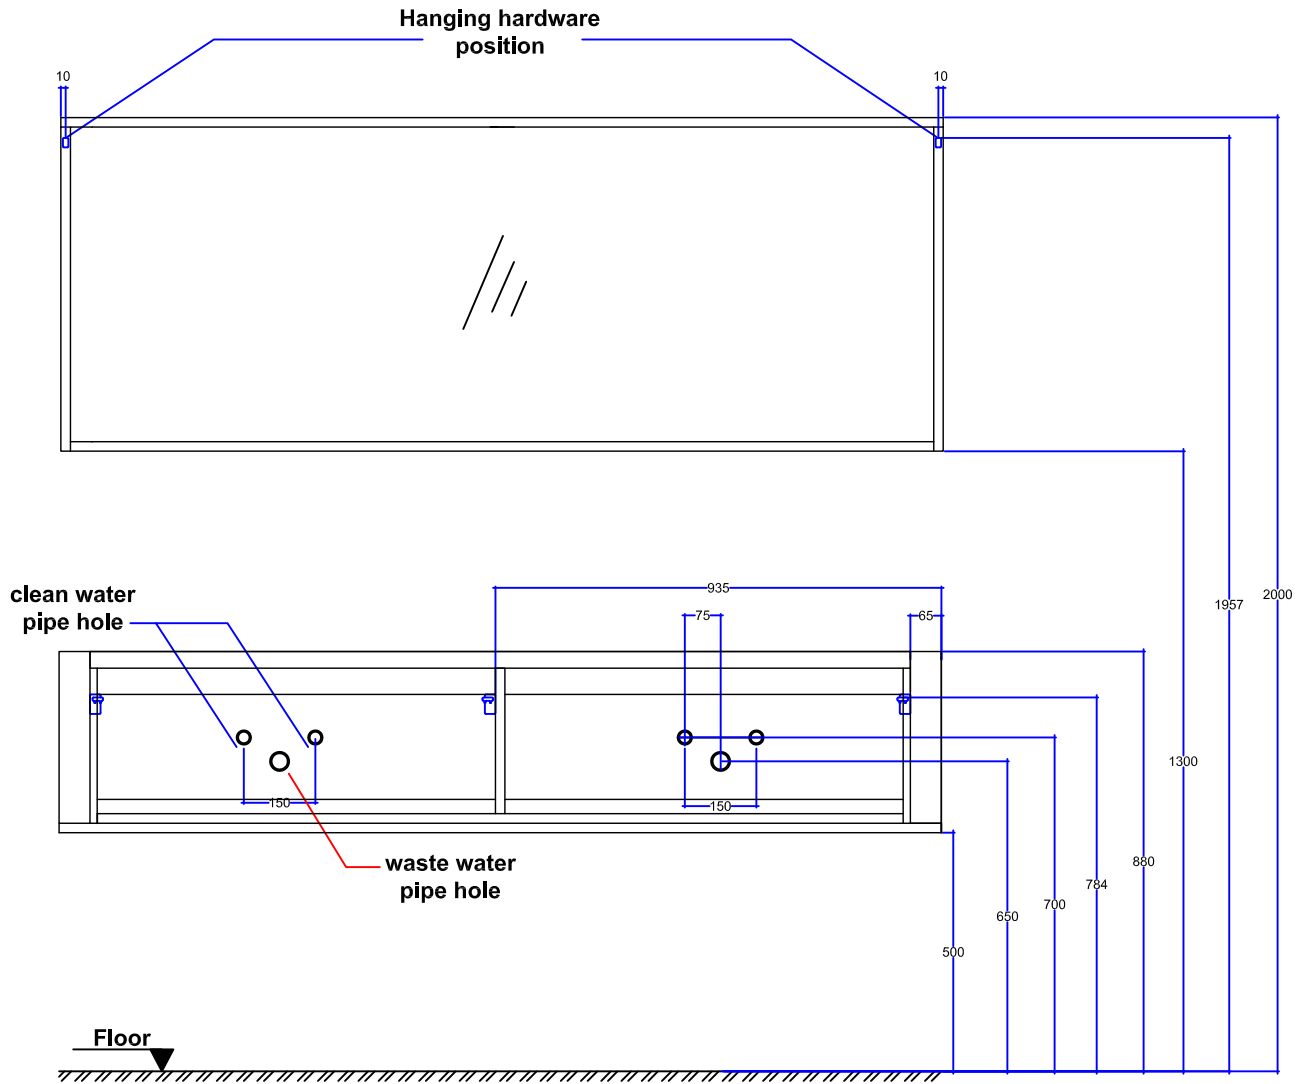 Hanging hardware
position
10
10
clean water
pipe hole
935
75
65
1957
2000
150
150
1300
waste water
pipe hole
880
784
700
650
500
Floor